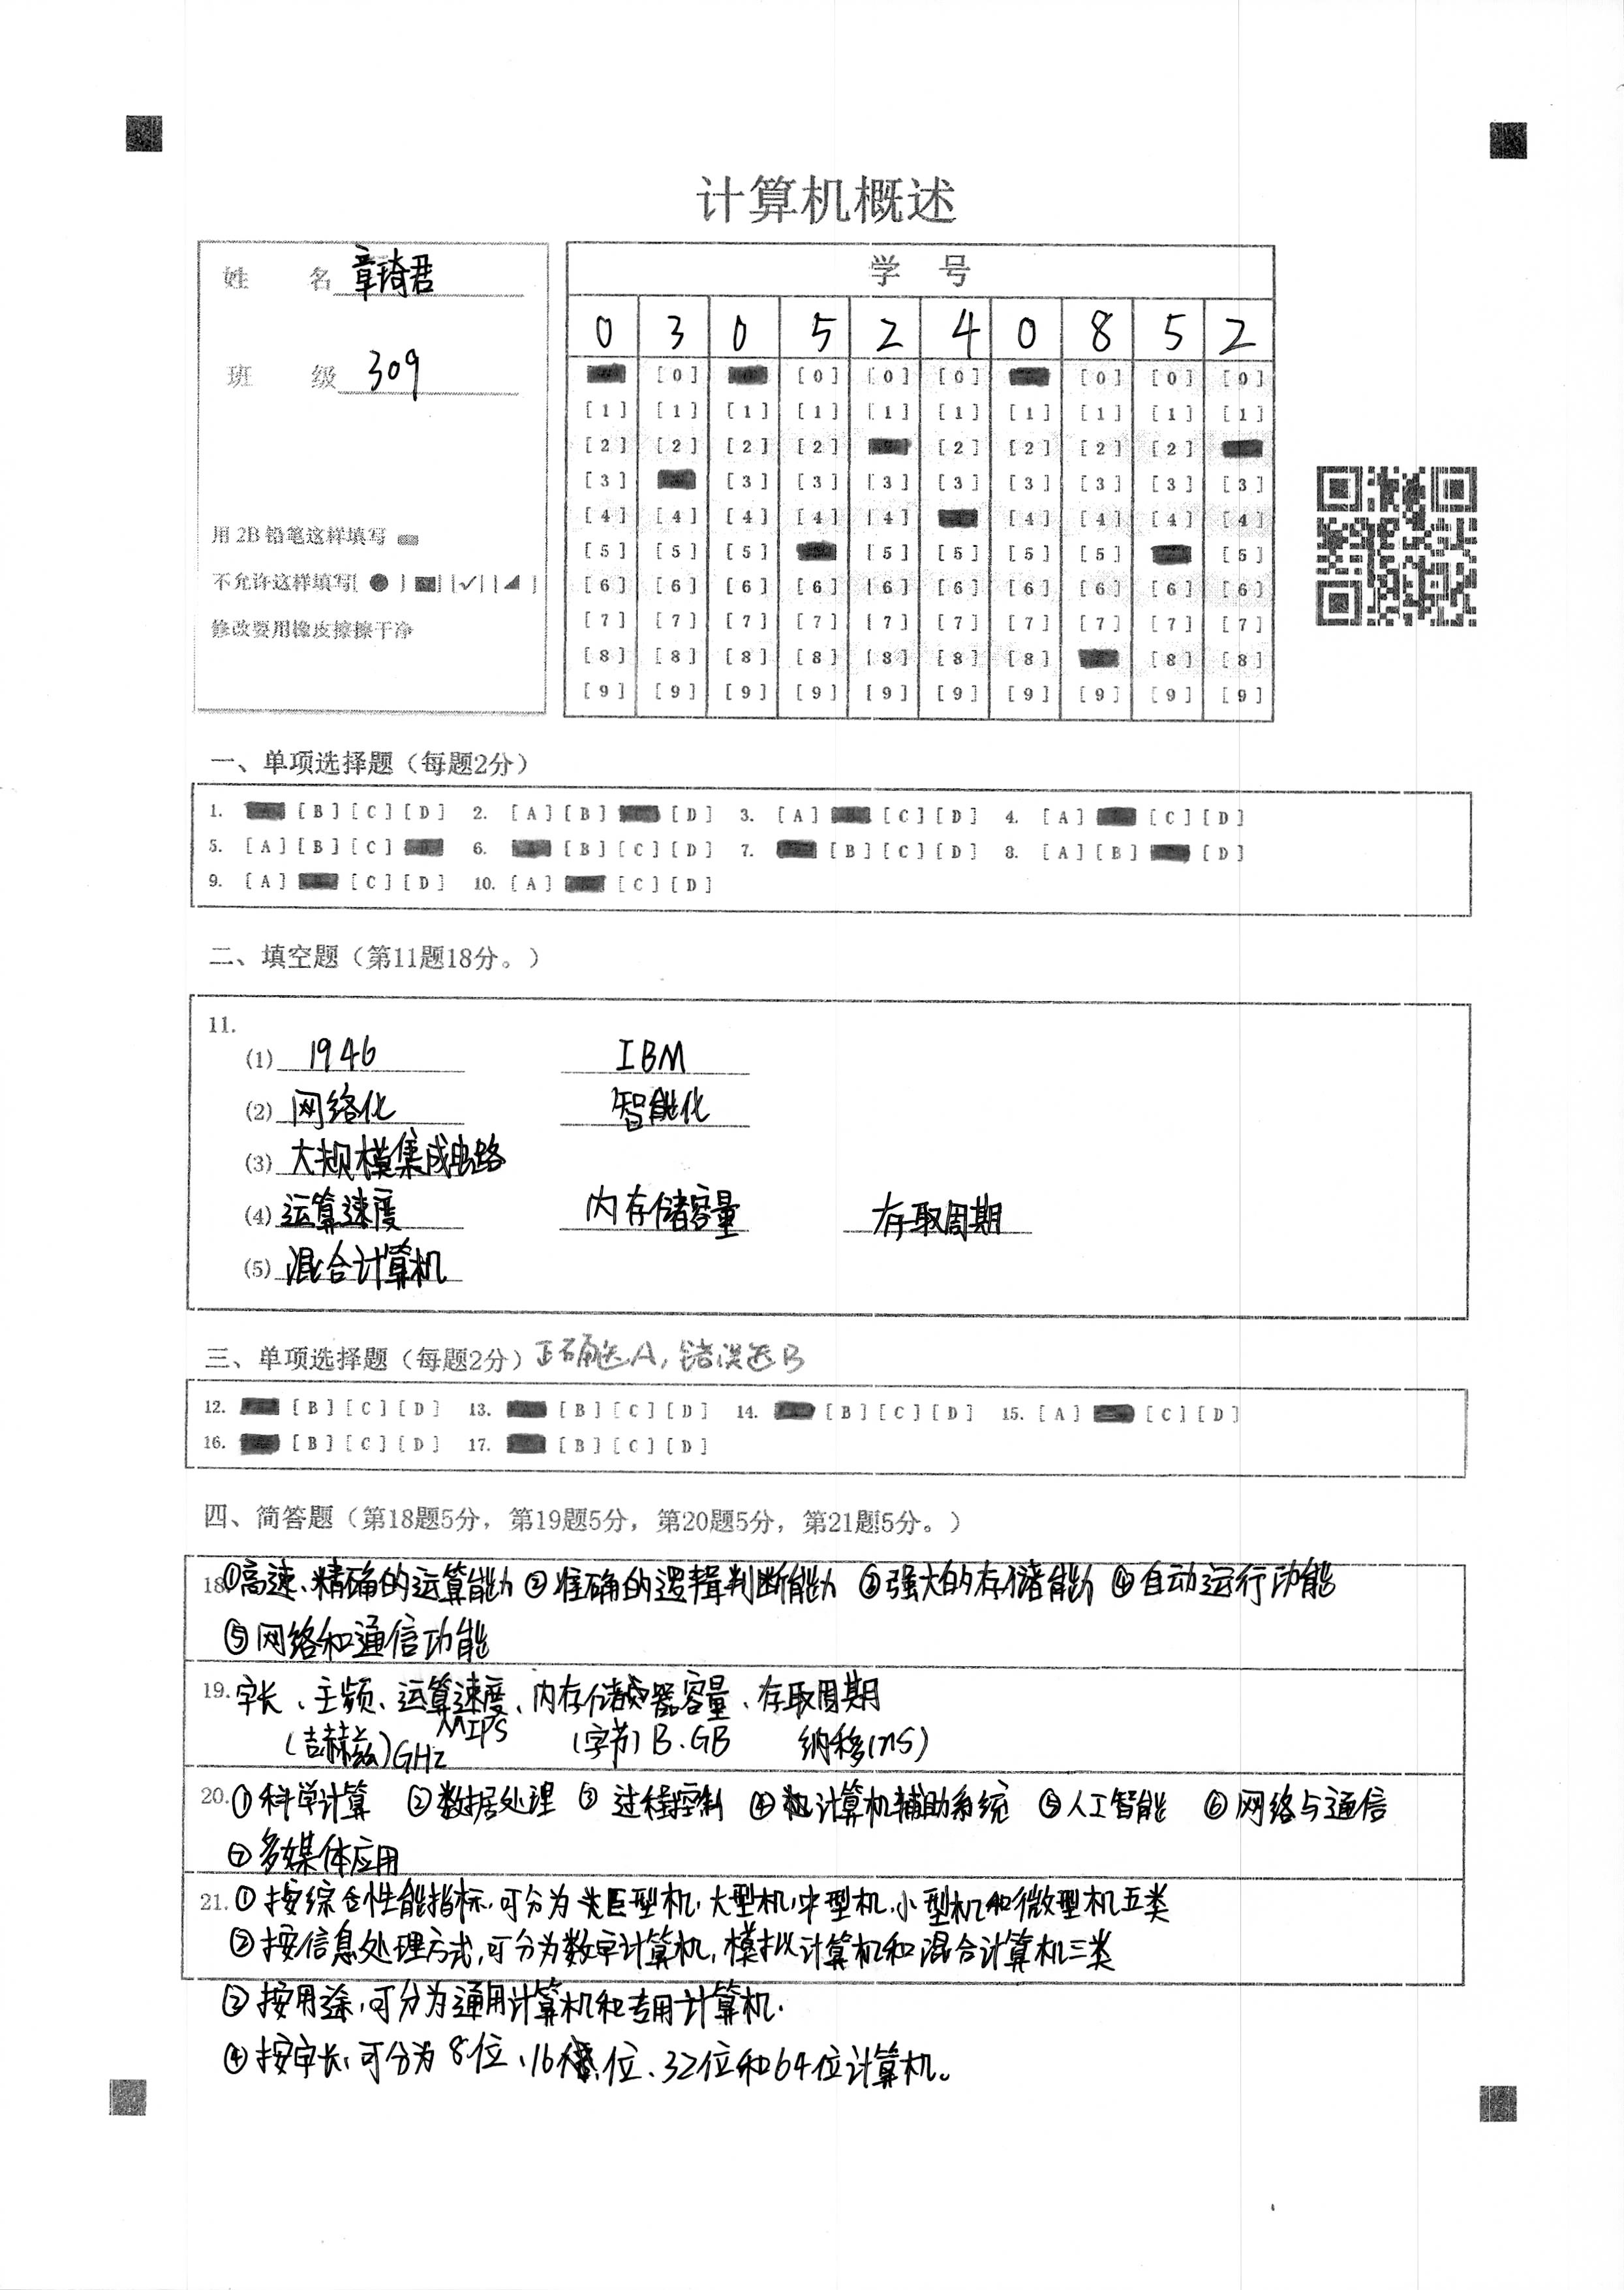 计算机概述
姓 名 章琦君
班 级 309
用 2B 铅笔这样填写
不允许这样填写[ ● ] [■] [✓] [◢ ]
修改要用橡皮擦擦干净
学 号
0 3 0 5 2 4 0 8 5 2
[0] [0] [0] [0] [0] [0] [0]
[1] [1] [1] [1] [1] [1] [1] [1] [1] [1]
[2] [2] [2] [2] [2] [2] [2] [2]
[3] [3] [3] [3] [3] [3] [3] [3] [3]
[4] [4] [4] [4] [4] [4] [4] [4] [4]
[5] [5] [5] [5] [5] [5] [5] [5]
[6] [6] [6] [6] [6] [6] [6] [6] [6] [6]
[7] [7] [7] [7] [7] [7] [7] [7] [7] [7]
[8] [8] [8] [8] [8] [8] [8] [8] [8]
[9] [9] [9] [9] [9] [9] [9] [9] [9] [9]
一、单项选择题（每题2分）
1. [B] [C] [D] 2. [A] [B] [D] 3. [A] [C] [D] 4. [A] [C] [D]
5. [A] [B] [C] 6. [B] [C] [D] 7. [B] [C] [D] 8. [A] [B] [D]
9. [A] [C] [D] 10. [A] [C] [D]
二、填空题（第11题18分。）
11.
(1) 1946 IBM
(2) 网络化 智能化
(3) 大规模集成电路
(4) 运算速度 内存储容量 存取周期
(5) 混合计算机
三、单项选择题（每题2分）正确选A，错误选B
12. [B] [C] [D] 13. [B] [C] [D] 14. [B] [C] [D] 15. [A] [C] [D]
16. [B] [C] [D] 17. [B] [C] [D]
四、简答题（第18题5分，第19题5分，第20题5分，第21题5分。）
18. ①高速、精确的运算能力 ②准确的逻辑判断能力 ③强大的存储能力 ④自动运行功能
⑤网络和通信功能
19. 字长、主频、运算速度、内存储器容量、存取周期
(吉赫兹)GHz MIPS (字节)B.GB 纳秒(ns)
20. ①科学计算 ②数据处理 ③过程控制 ④计算机辅助系统 ⑤人工智能 ⑥网络与通信
⑦多媒体应用
21. ①按综合性能指标,可分为巨型机,大型机,中型机,小型机和微型机五类
②按信息处理方式,可分为数字计算机,模拟计算机和混合计算机三类
③按用途,可分为通用计算机和专用计算机.
④按字长,可分为8位、16位、32位和64位计算机。